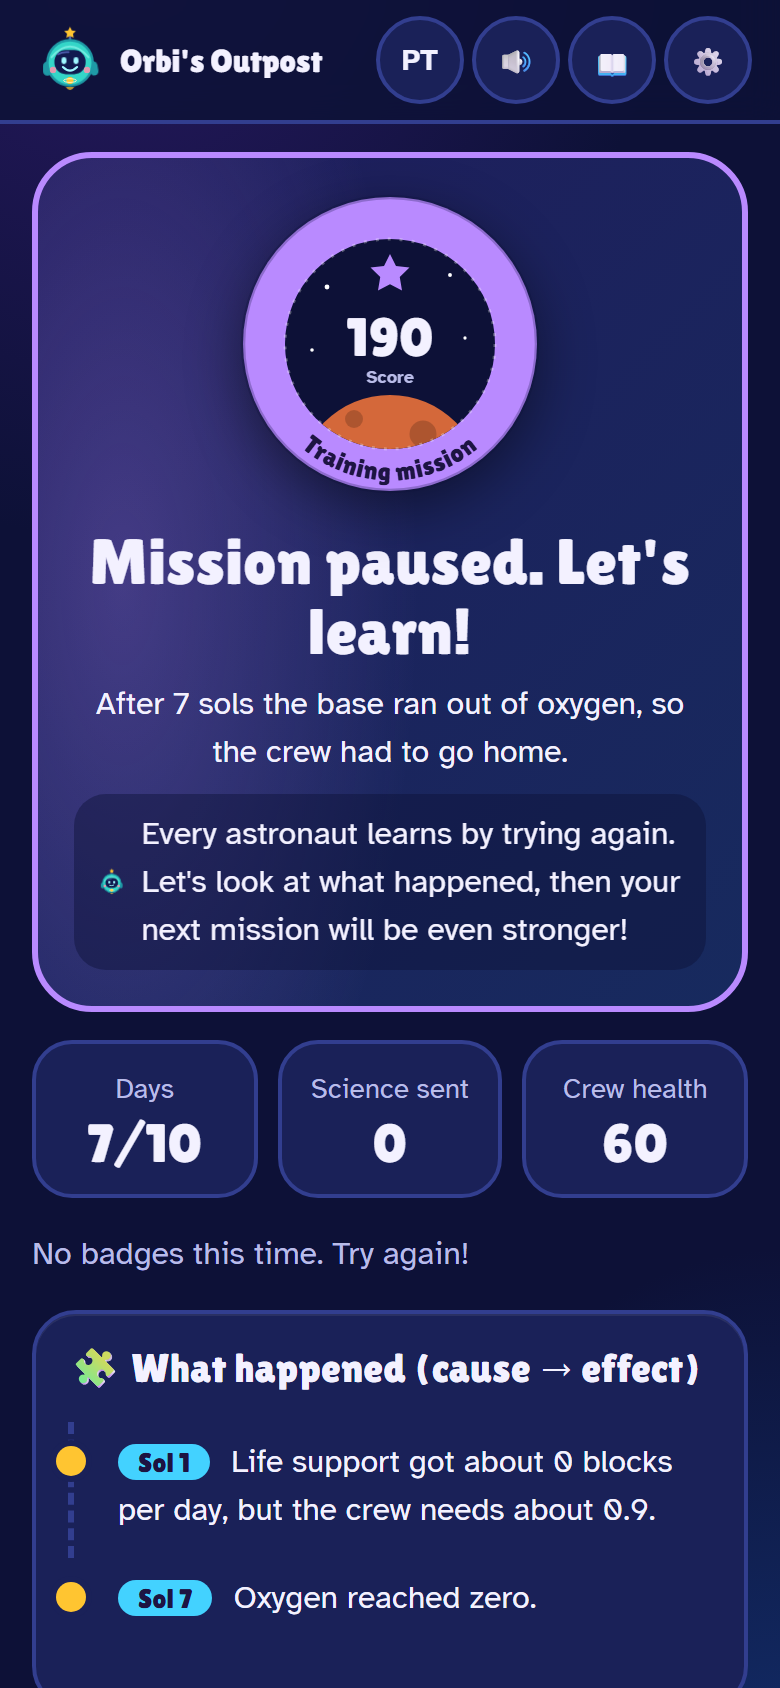 Orbi's Outpost
PT
190
Score
Training mission
Mission paused. Let's
learn!
After 7 sols the base ran out of oxygen, so
the crew had to go home.
Every astronaut learns by trying again.
Let's look at what happened, then your
next mission will be even stronger!
Days
7/10
Science sent
0
Crew health
60
No badges this time. Try again!
What happened (cause → effect)
Sol 1 Life support got about 0 blocks
per day, but the crew needs about 0.9.
Sol 7 Oxygen reached zero.